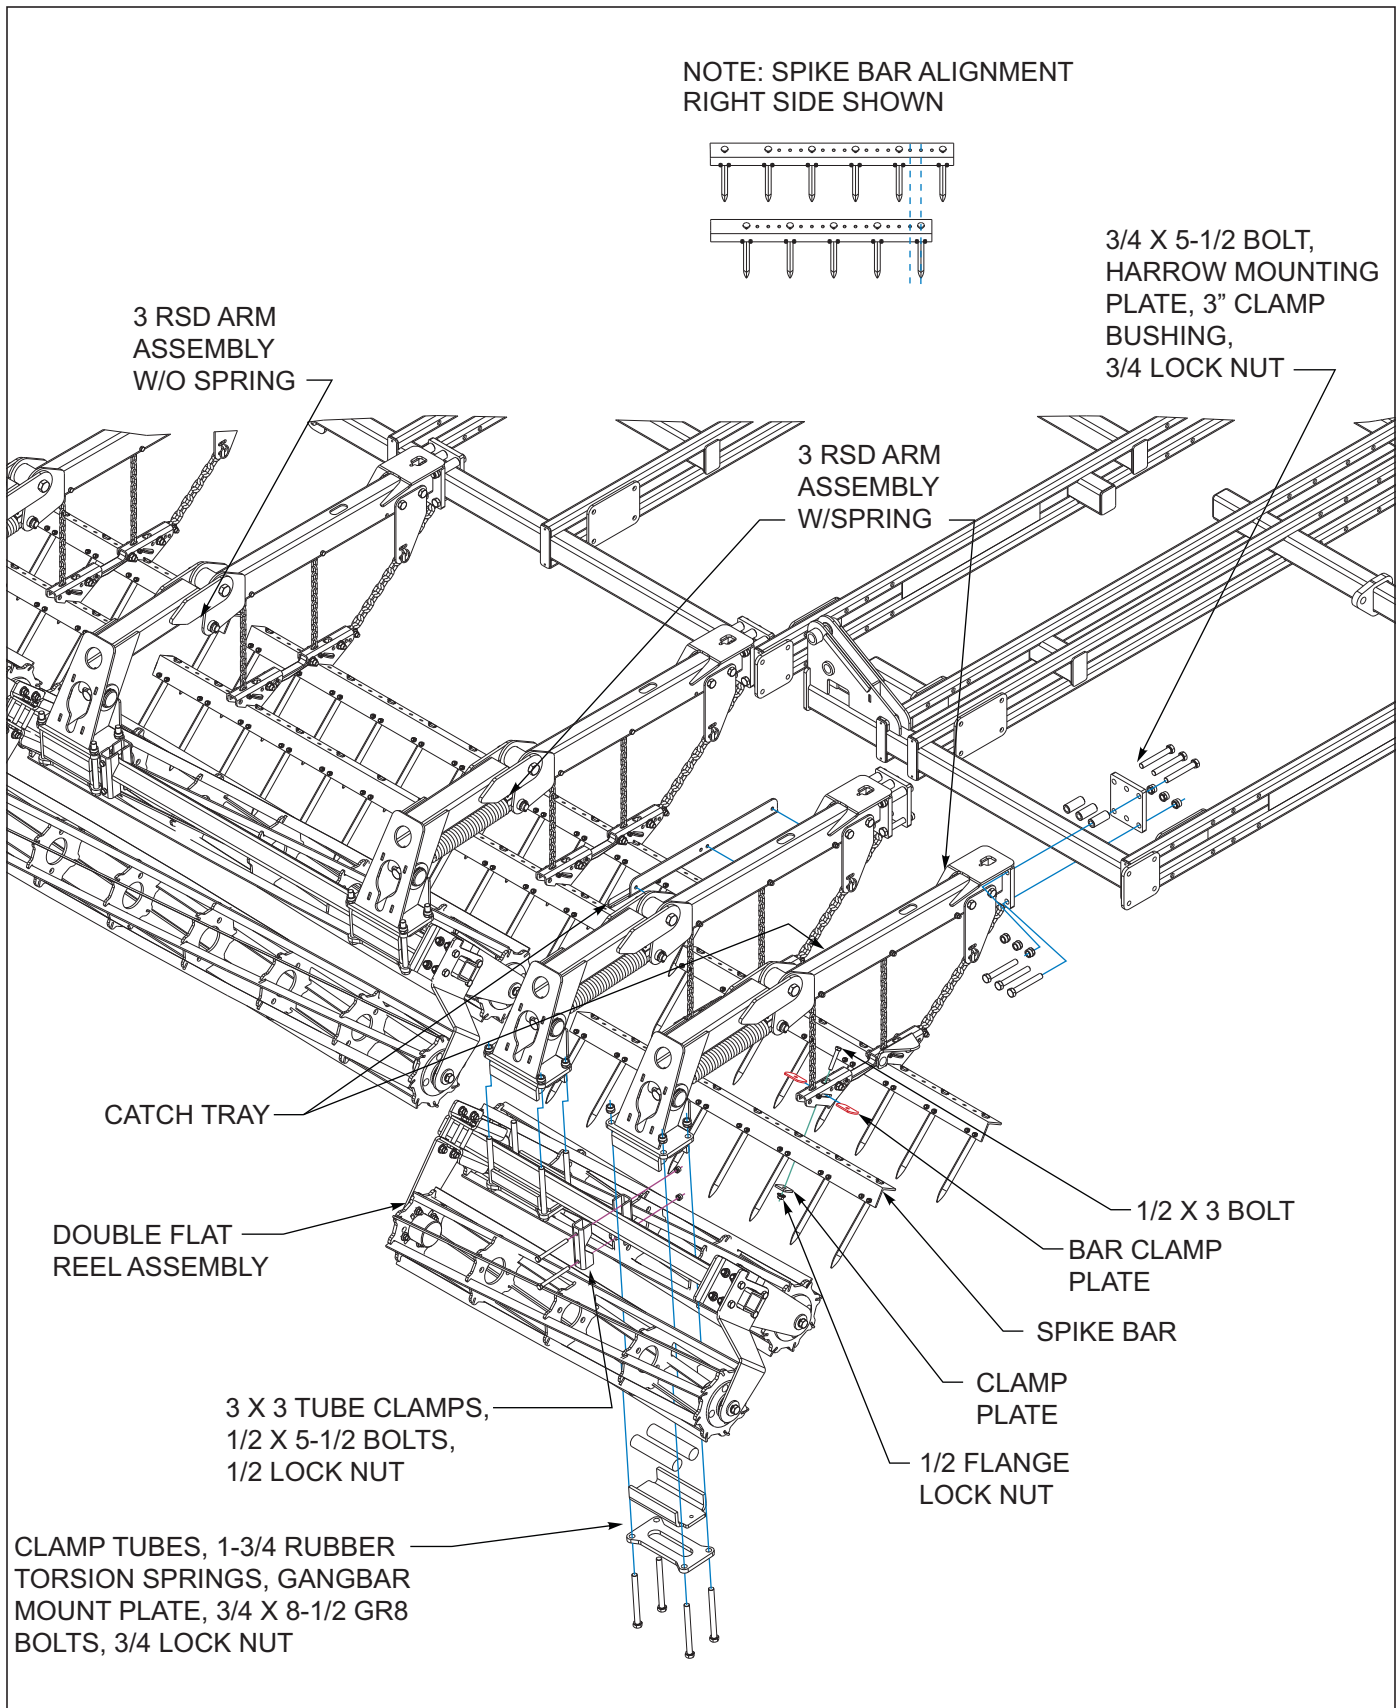 NOTE: SPIKE BAR ALIGNMENT
RIGHT SIDE SHOWN
3/4 X 5-1/2 BOLT,
HARROW MOUNTING
PLATE, 3” CLAMP
BUSHING,
3/4 LOCK NUT
3 RSD ARM
ASSEMBLY
W/O SPRING
3 RSD ARM
ASSEMBLY
W/SPRING
CATCH TRAY
DOUBLE FLAT
REEL ASSEMBLY
1/2 X 3 BOLT
BAR CLAMP
PLATE
SPIKE BAR
CLAMP
PLATE
3 X 3 TUBE CLAMPS,
1/2 X 5-1/2 BOLTS,
1/2 LOCK NUT
1/2 FLANGE
LOCK NUT
CLAMP TUBES, 1-3/4 RUBBER
TORSION SPRINGS, GANGBAR
MOUNT PLATE, 3/4 X 8-1/2 GR8
BOLTS, 3/4 LOCK NUT